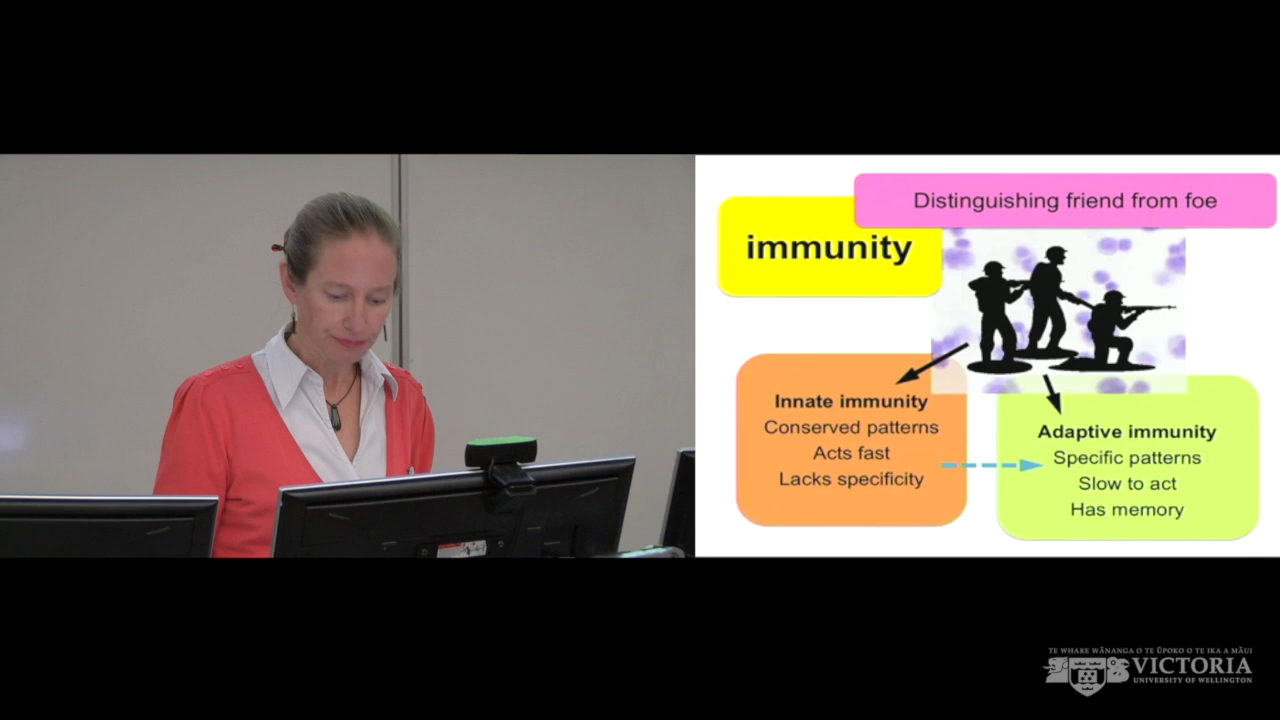 Distinguishing friend from foe
immunity
Innate immunity
Conserved patterns
Acts fast
Lacks specificity
Adaptive immunity
Specific patterns
Slow to act
Has memory
TE WHARE WĀNANGA O TE ŪPOKO O TE IKA A MĀUI
VICTORIA
UNIVERSITY OF WELLINGTON